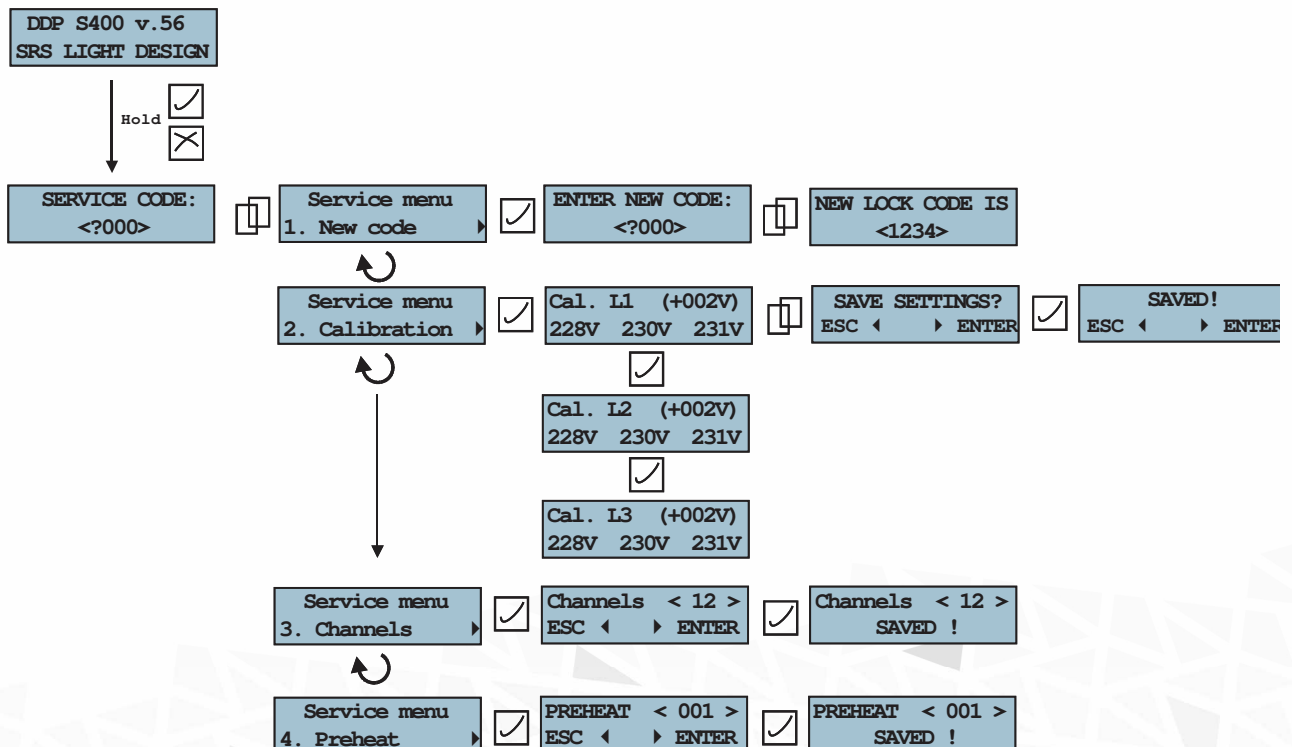 DDP S400 v.56
SRS LIGHT DESIGN
Hold
SERVICE CODE:
<?000>
Service menu
1. New code
ENTER NEW CODE:
<?000>
NEW LOCK CODE IS
<1234>
Service menu
2. Calibration
Cal. L1 (+002V)
228V 230V 231V
SAVE SETTINGS?
ESC ENTER
SAVED!
ESC ENTER
Cal. L2 (+002V)
228V 230V 231V
Cal. L3 (+002V)
228V 230V 231V
Service menu
3. Channels
Channels < 12 >
ESC ENTER
Channels < 12 >
SAVED !
Service menu
4. Preheat
PREHEAT < 001 >
ESC ENTER
PREHEAT < 001 >
SAVED !